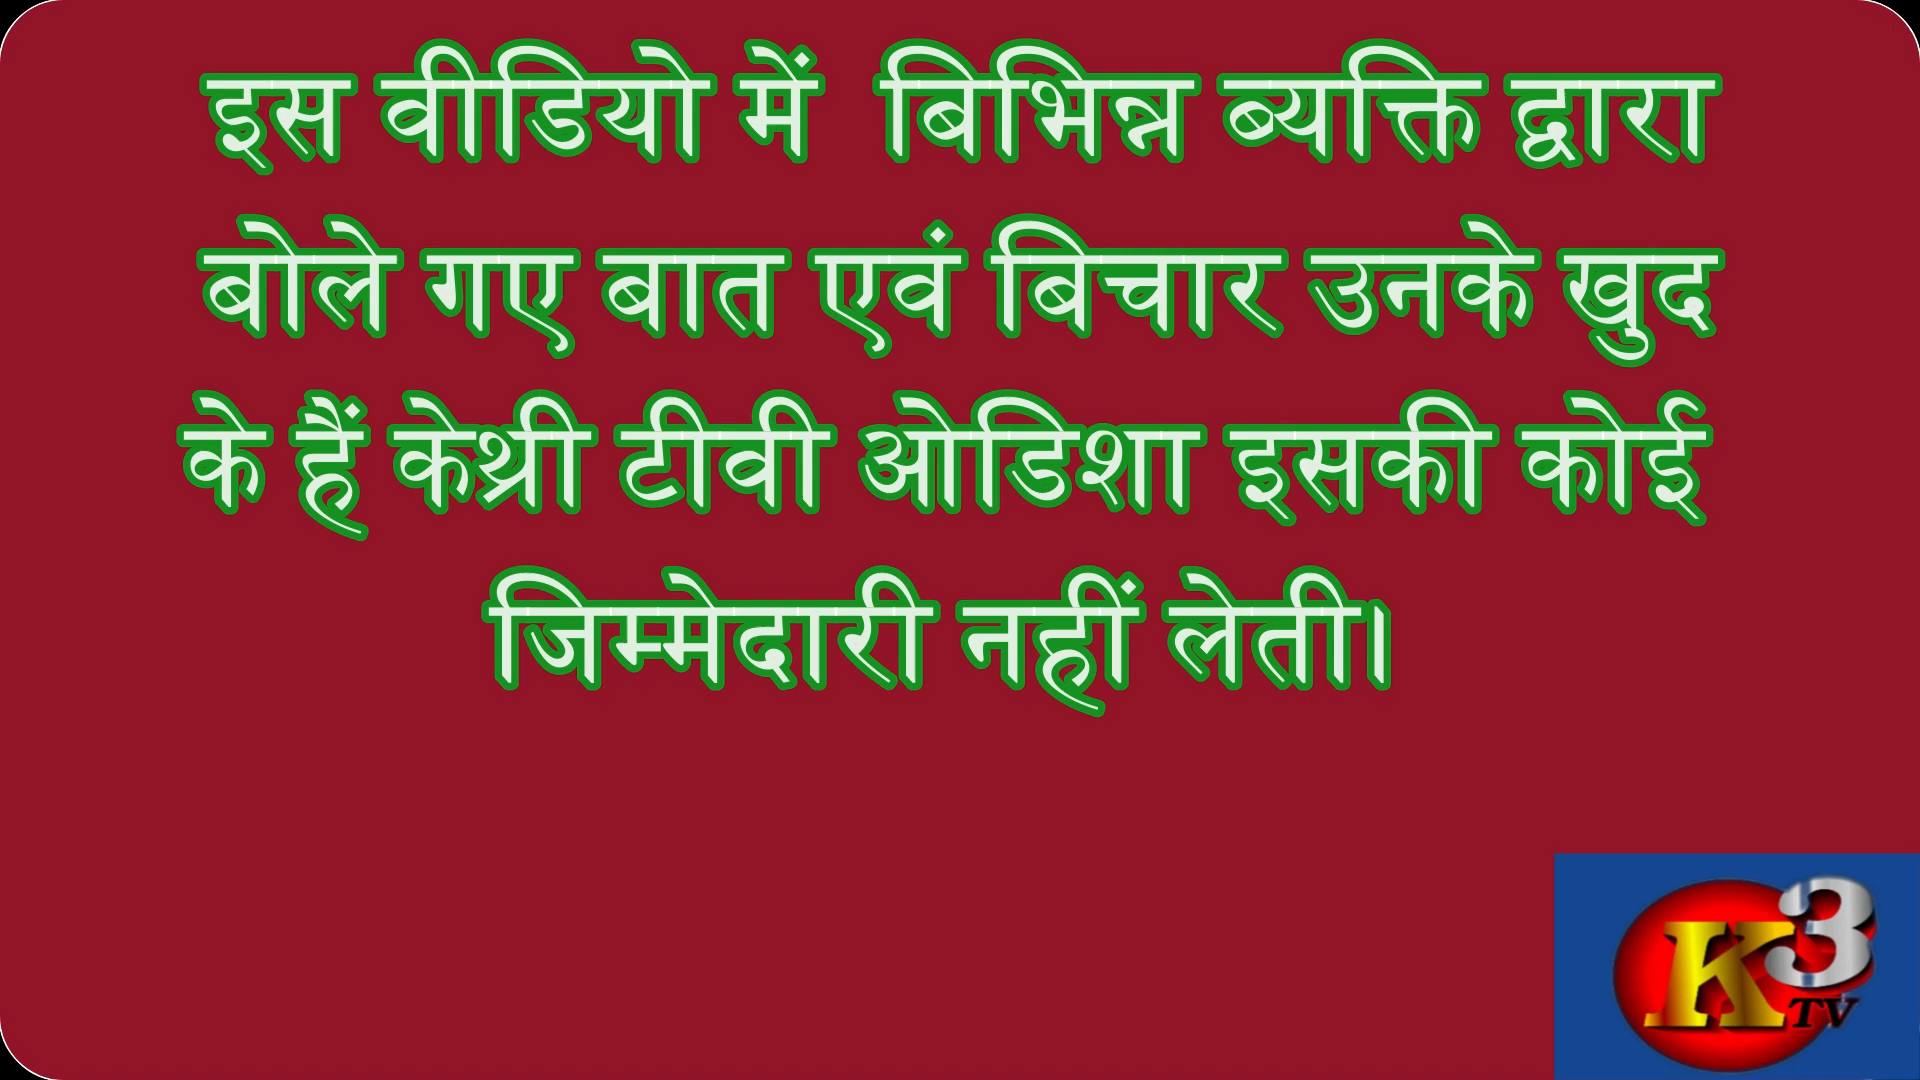 इस वीडियो में  बिभिन्न ब्यक्ति द्वारा
बोले गए बात एवं बिचार उनके खुद
के हैं केथ्री टीवी ओडिशा इसकी कोई
जिम्मेदारी नहीं लेती।
K3
TV